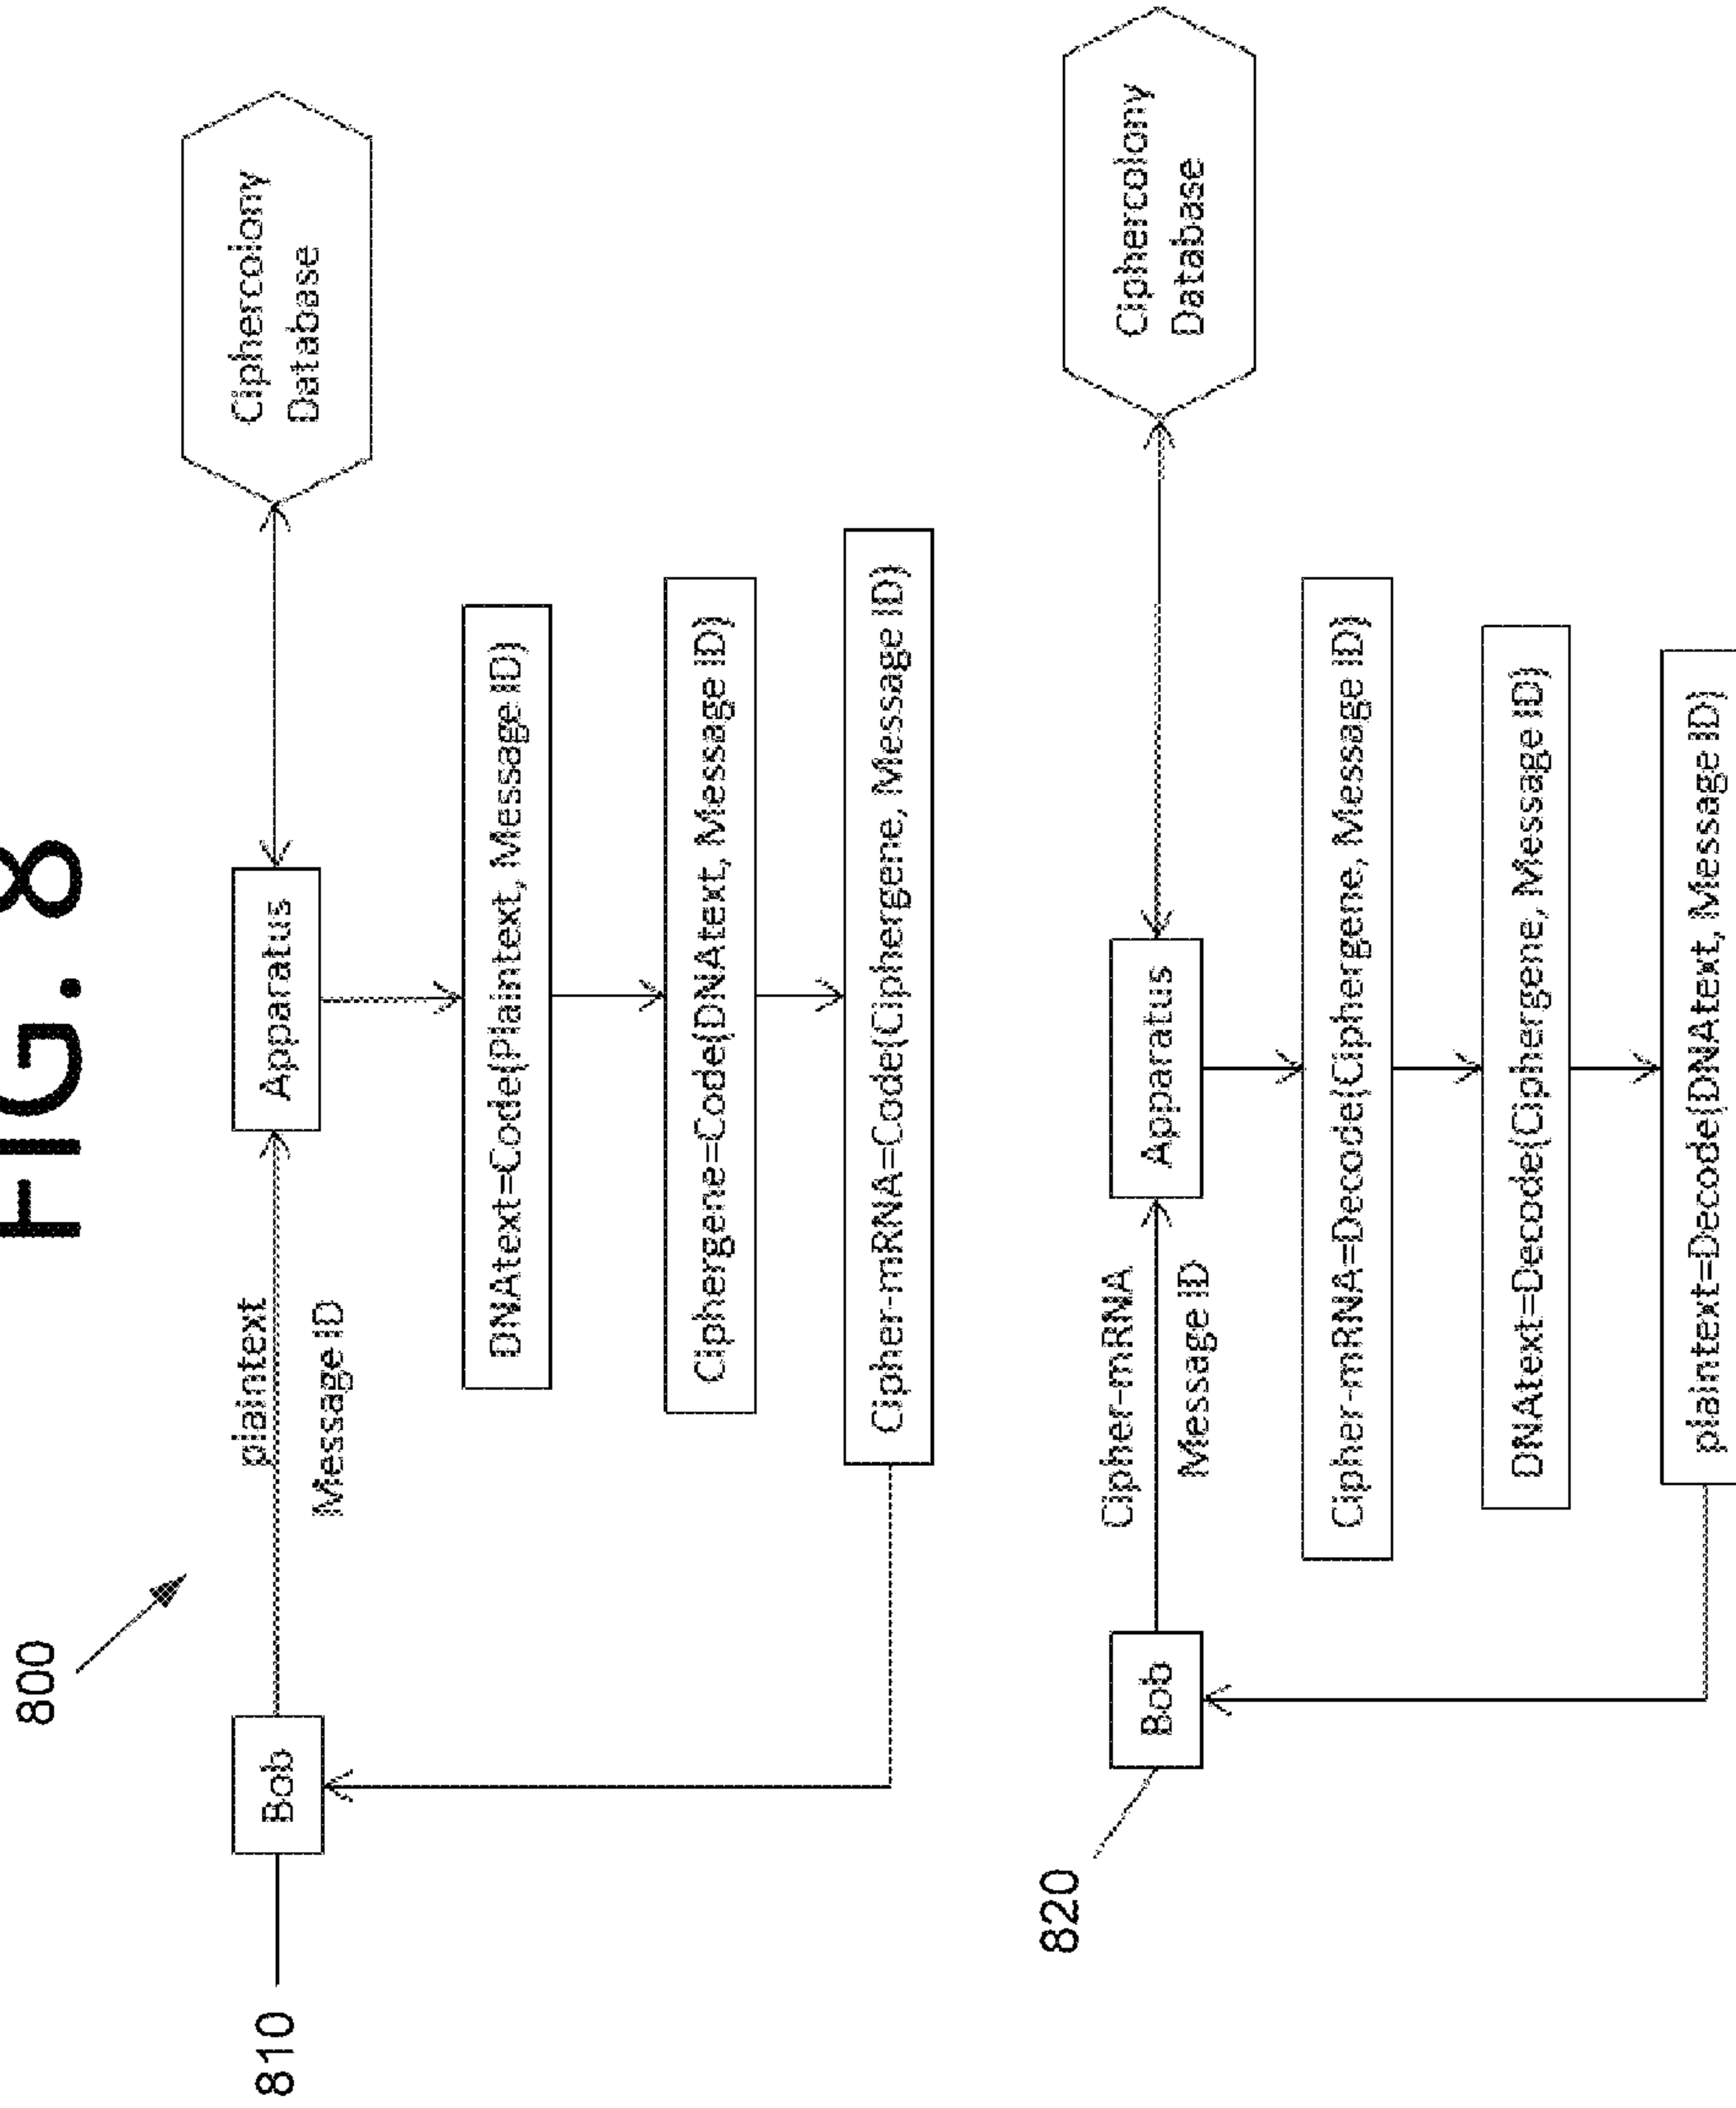 FIG. 8
800
810
Bob
plaintext
Message ID
Apparatus
Ciphercolony
Database
DNAtext=Code(Plaintext, Message ID)
Ciphergene=Code(DNAtext, Message ID)
Cipher-mRNA=Code(Ciphergene, Message ID)
820
Bob
Cipher-mRNA
Message ID
Apparatus
Ciphercolony
Database
Cipher-mRNA=Decode(Ciphergene, Message ID)
DNAtext=Decode(Ciphergene, Message ID)
plaintext=Decode(DNAtext, Message ID)